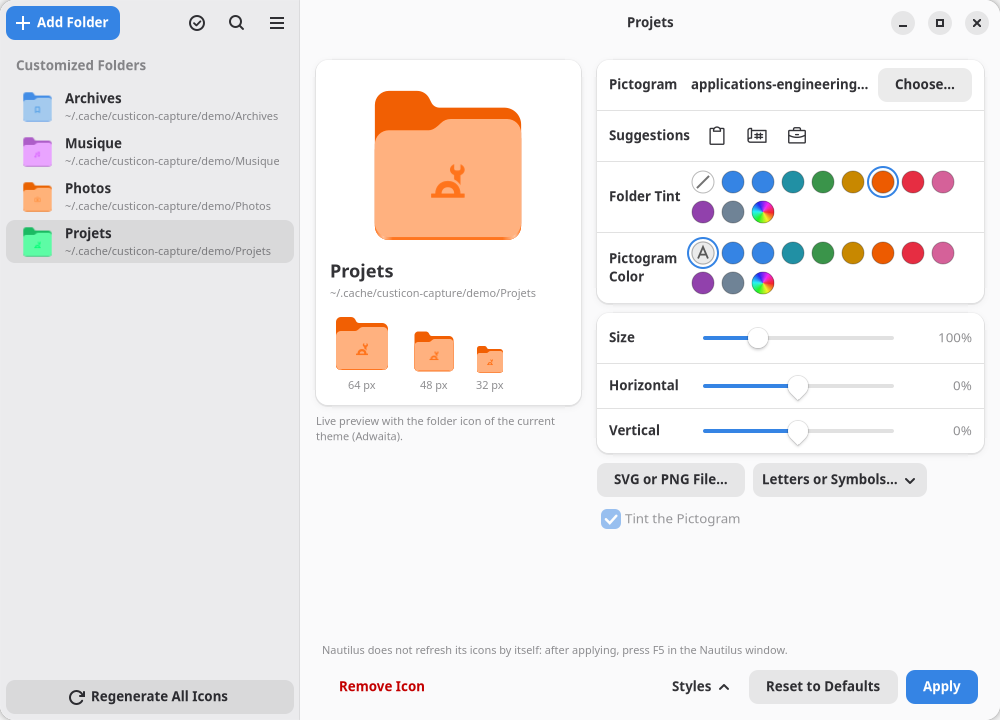 Add Folder
Customized Folders
Archives
~/.cache/custicon-capture/demo/Archives
Musique
~/.cache/custicon-capture/demo/Musique
Photos
~/.cache/custicon-capture/demo/Photos
Projets
~/.cache/custicon-capture/demo/Projets
Regenerate All Icons
Projets
Projets
~/.cache/custicon-capture/demo/Projets
64 px
48 px
32 px
Live preview with the folder icon of the current
theme (Adwaita).
Pictogram applications-engineering... Choose...
Suggestions
Folder Tint
Pictogram
Color
A
Size 100%
Horizontal 0%
Vertical 0%
SVG or PNG File... Letters or Symbols...
Tint the Pictogram
Nautilus does not refresh its icons by itself: after applying, press F5 in the Nautilus window.
Remove Icon Styles Reset to Defaults Apply